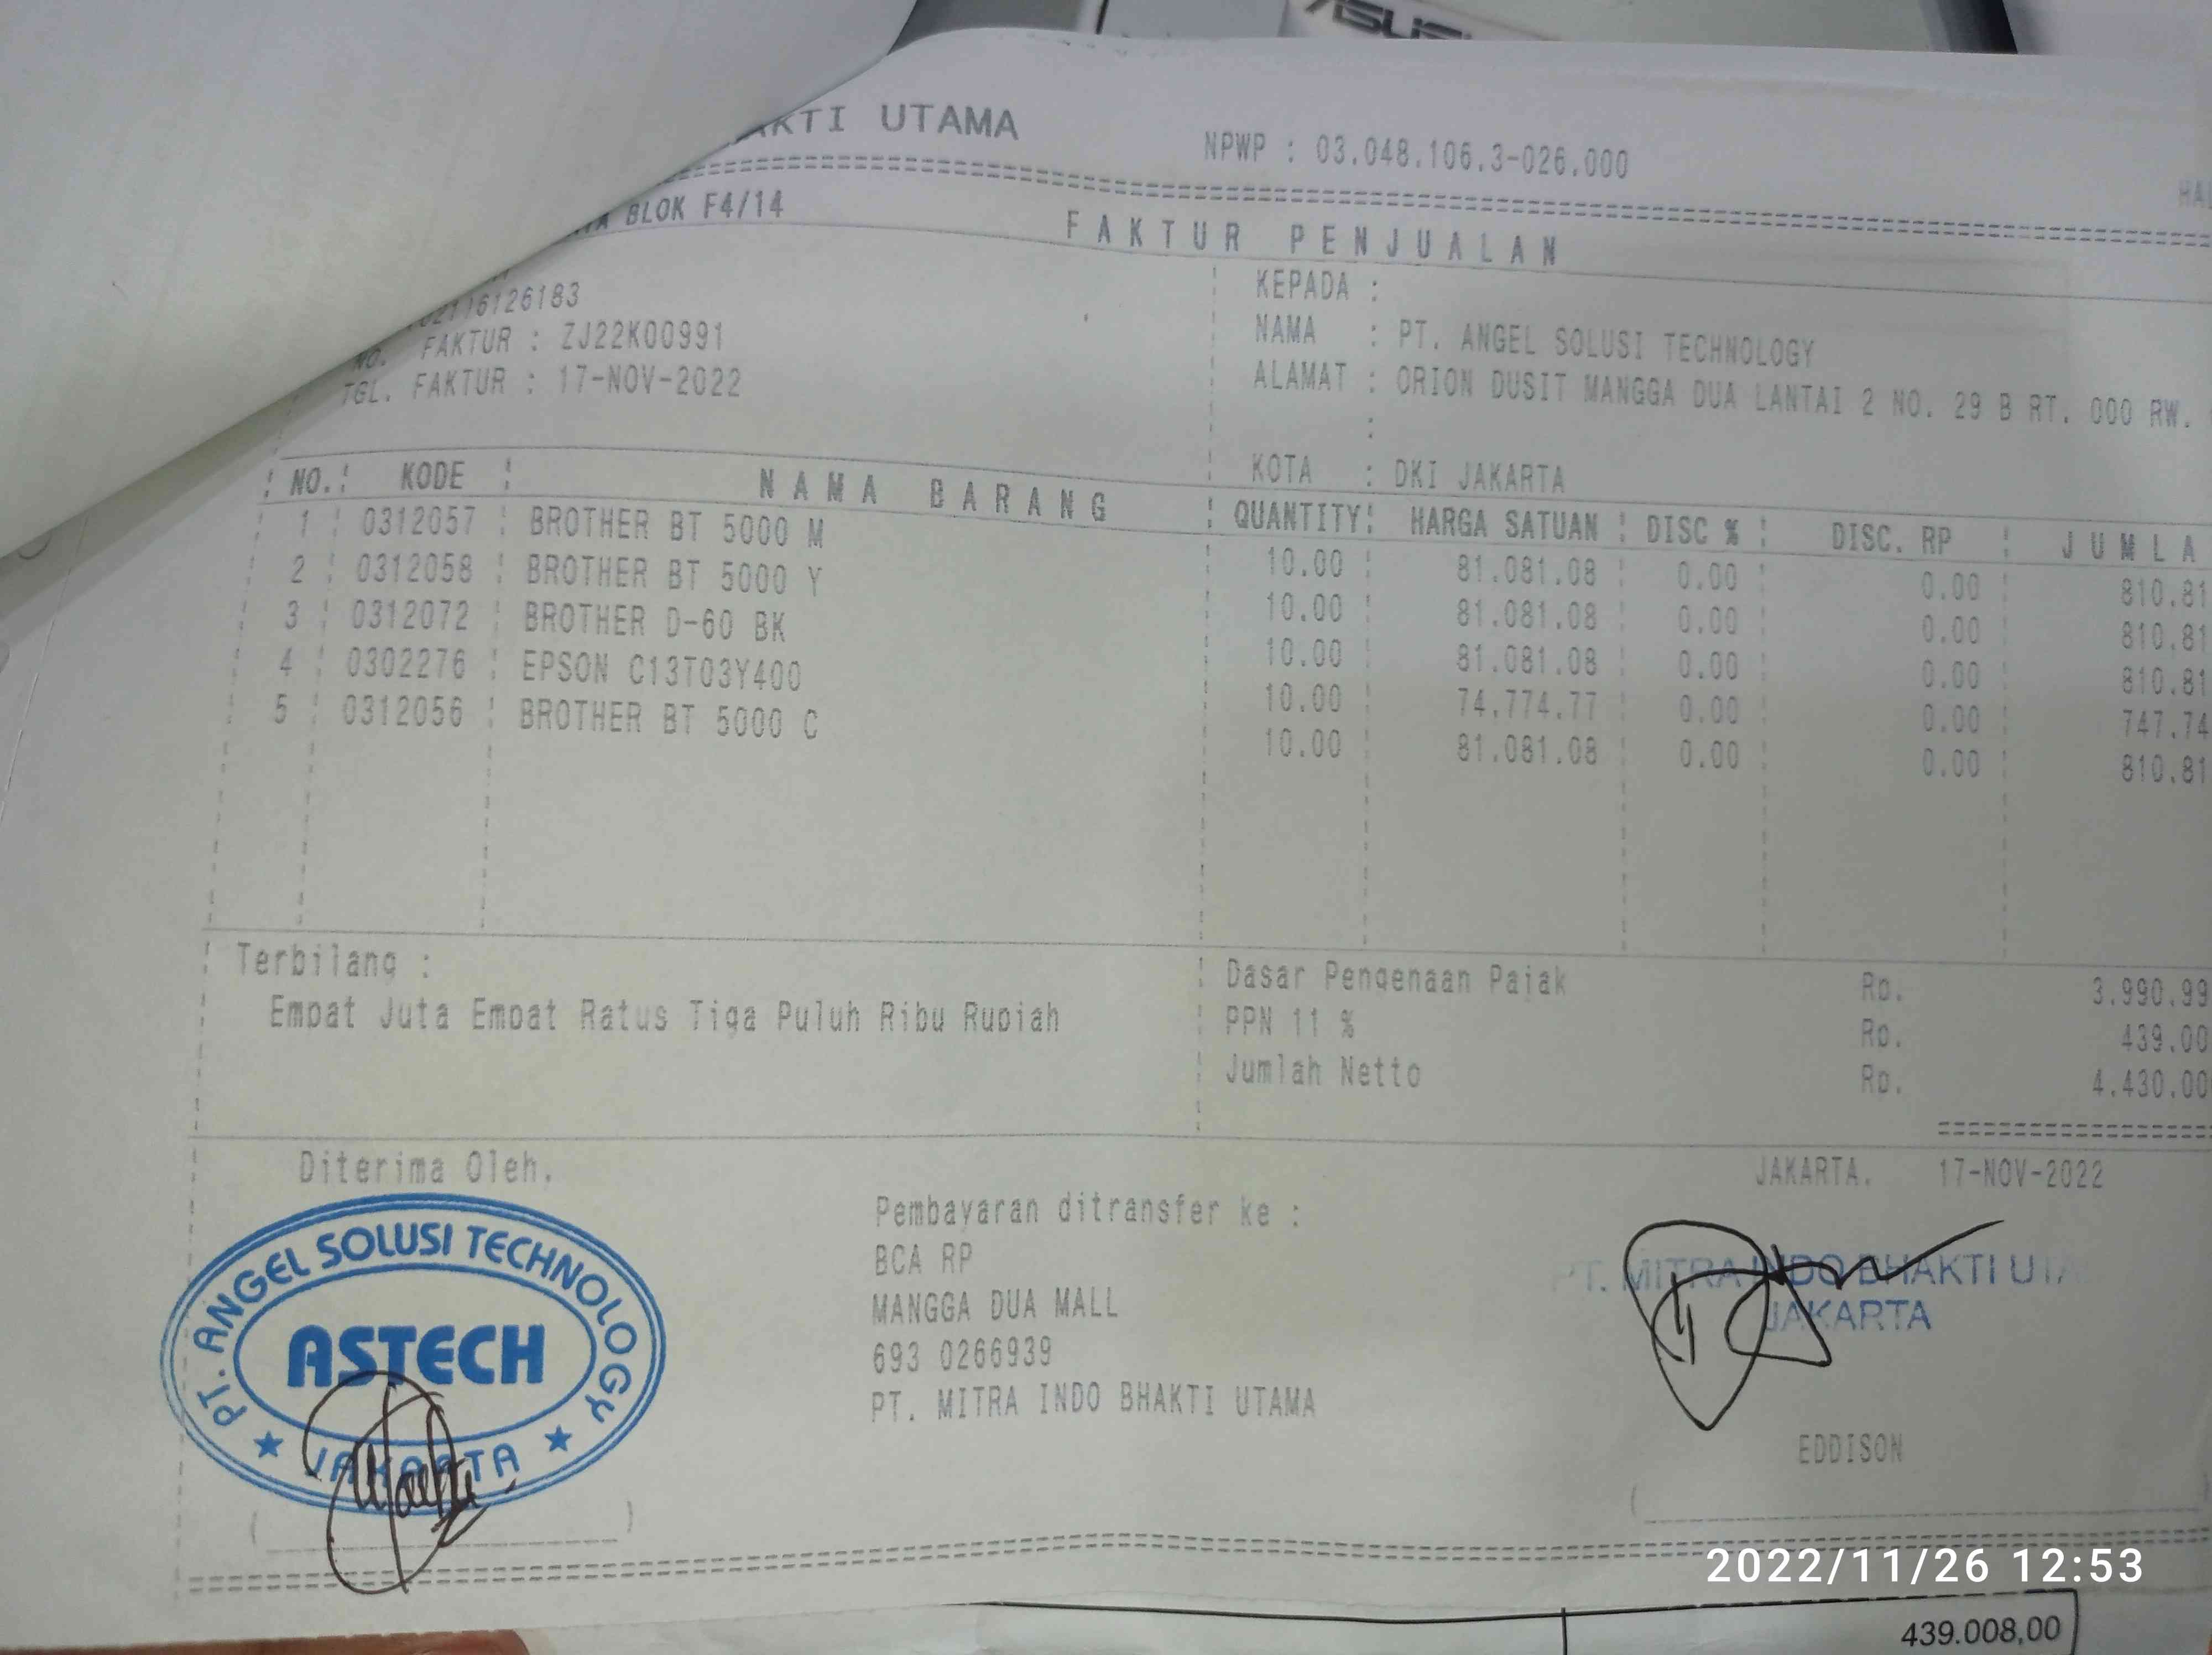 ASUS
UTAMA
NPWP : 03.048.106.3-026.000
BLOK F4/14
FAKTUR PENJUALAN
KEPADA :
NAMA : PT. ANGEL SOLUSI TECHNOLOGY
ALAMAT : ORION DUSIT MANGGA DUA LANTAI 2 NO. 29 B RT. 000 RW.
:
KOTA : DKI JAKARTA
NO. FAKTUR : ZJ22K00991
TGL. FAKTUR : 17-NOV-2022
NO. KODE NAMA BARANG QUANTITY HARGA SATUAN DISC % DISC. RP JUMLA
1 0312057 BROTHER BT 5000 M 10.00 81.081.08 0.00 0.00 810.81
2 0312058 BROTHER BT 5000 Y 10.00 81.081.08 0.00 0.00 810.81
3 0312072 BROTHER D-60 BK 10.00 81.081.08 0.00 0.00 810.81
4 0302276 EPSON C13T03Y400 10.00 74.774.77 0.00 0.00 747.74
5 0312056 BROTHER BT 5000 C 10.00 81.081.08 0.00 0.00 810.81
Terbilang :
Empat Juta Empat Ratus Tiga Puluh Ribu Rupiah
Dasar Pengenaan Pajak Rp. 3.990.99
PPN 11 % Rp. 439.00
Jumlah Netto Rp. 4.430.00
Diterima Oleh.
JAKARTA. 17-NOV-2022
PT. ANGEL SOLUSI TECHNOLOGY
ASTECH
JAKARTA
Pembayaran ditransfer ke :
BCA RP
MANGGA DUA MALL
693 0266939
PT. MITRA INDO BHAKTI UTAMA
PT. MITRA INDO BHAKTI UTA
JAKARTA
EDDISON
2022/11/26 12:53
439.008,00